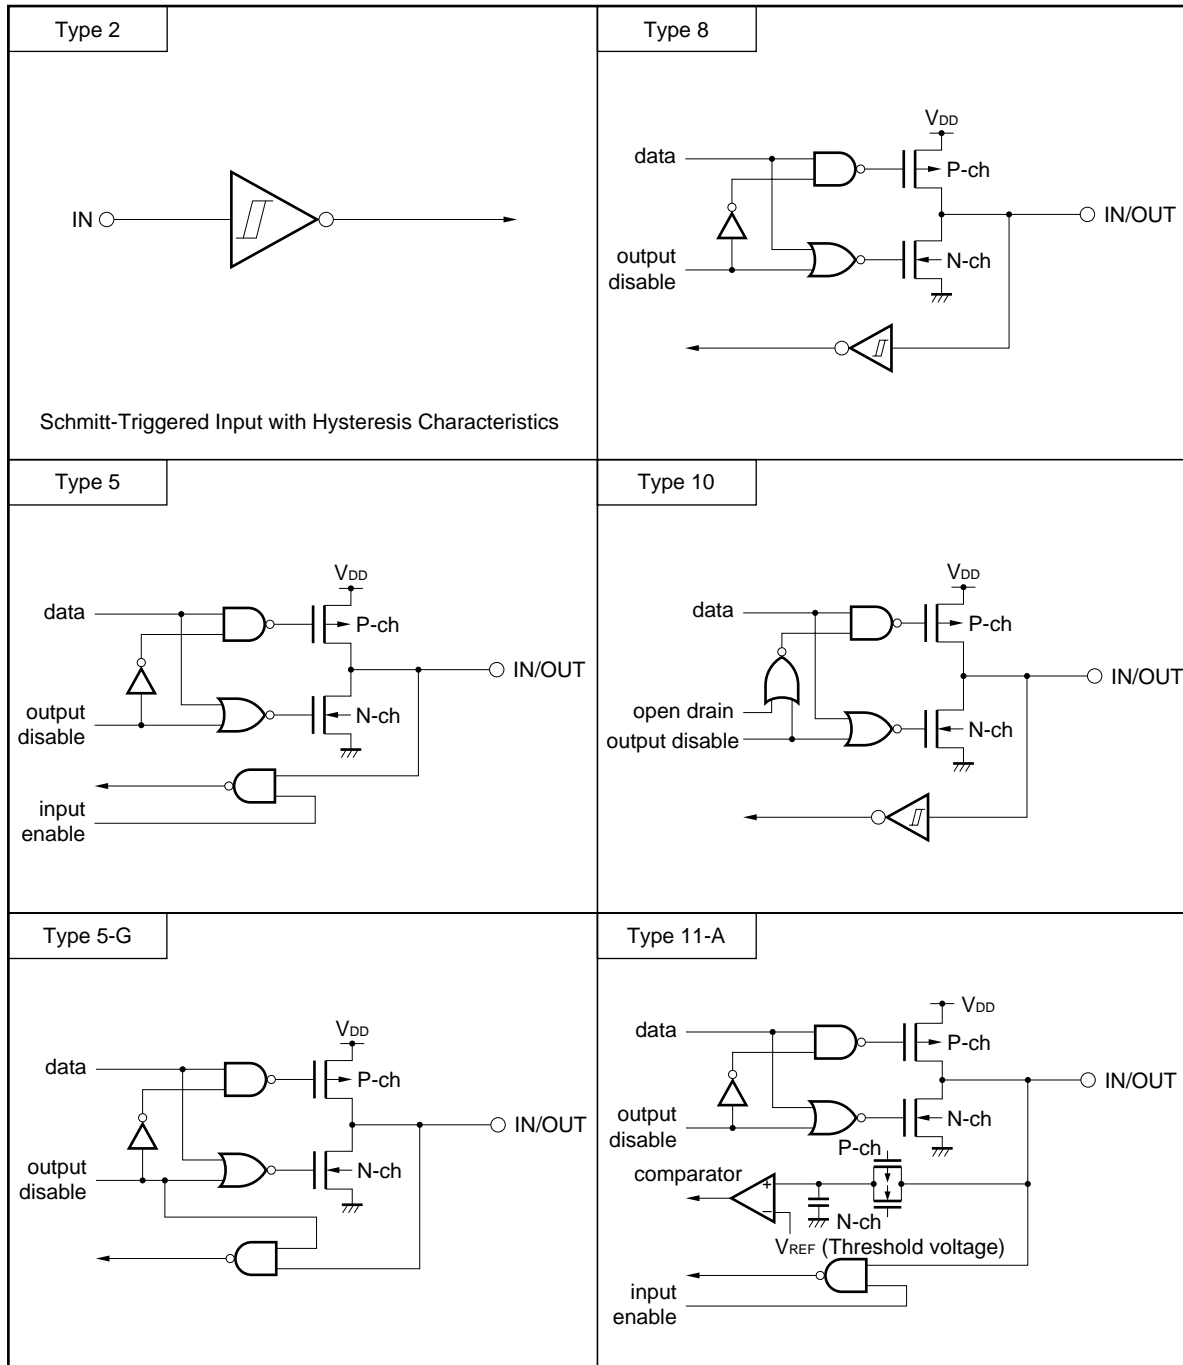 Type 2
IN
Schmitt-Triggered Input with Hysteresis Characteristics
Type 8
VDD
data
P-ch
IN/OUT
output
disable
N-ch
Type 5
VDD
data
P-ch
IN/OUT
output
disable
N-ch
input
enable
Type 10
VDD
data
P-ch
IN/OUT
open drain
output disable
N-ch
Type 5-G
VDD
data
P-ch
IN/OUT
output
disable
N-ch
Type 11-A
VDD
data
P-ch
IN/OUT
output
disable
N-ch
P-ch
comparator
+
−
N-ch
VREF (Threshold voltage)
input
enable